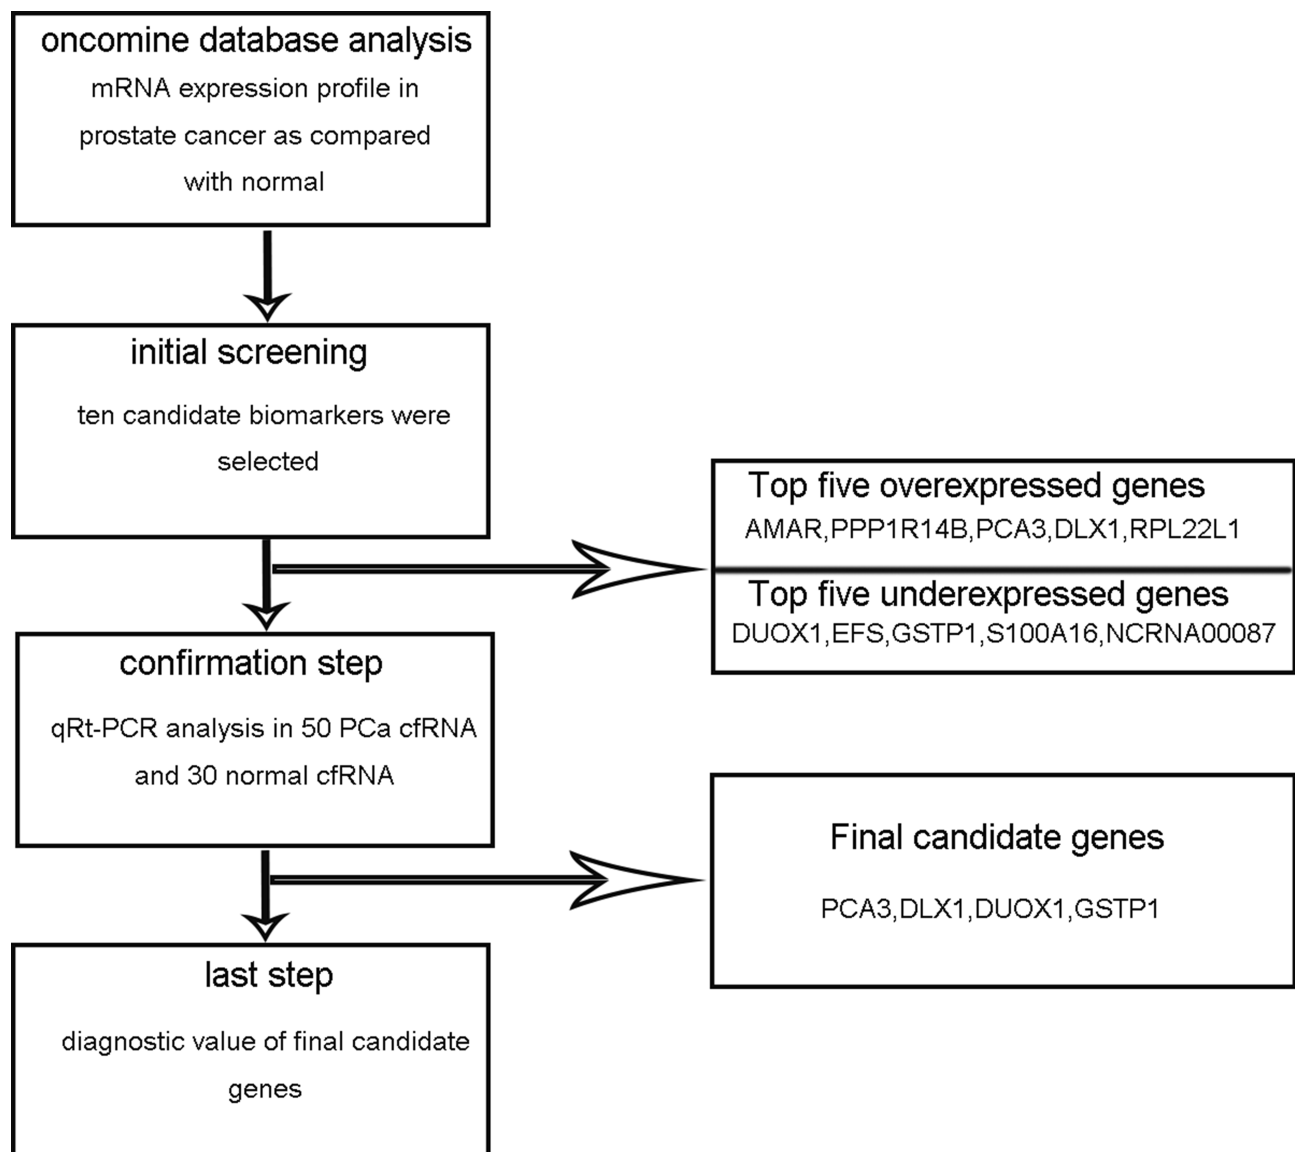 oncomine database analysis
mRNA expression profile in
prostate cancer as compared
with normal
initial screening
ten candidate biomarkers were
selected
Top five overexpressed genes
AMAR,PPP1R14B,PCA3,DLX1,RPL22L1
Top five underexpressed genes
DUOX1,EFS,GSTP1,S100A16,NCRNA00087
confirmation step
qRt-PCR analysis in 50 PCa cfRNA
and 30 normal cfRNA
Final candidate genes
PCA3,DLX1,DUOX1,GSTP1
last step
diagnostic value of final candidate
genes